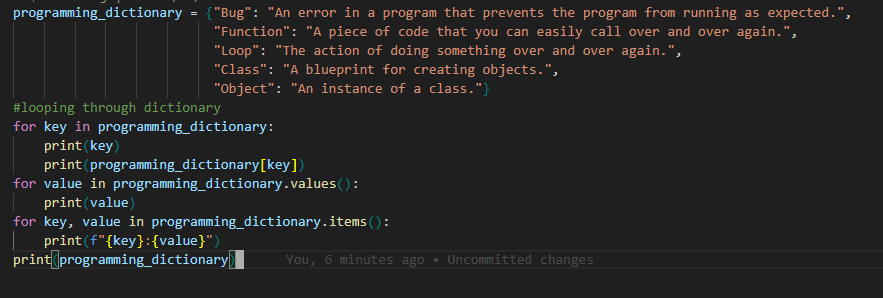 programming_dictionary = {"Bug": "An error in a program that prevents the program from running as expected.",
"Function": "A piece of code that you can easily call over and over again.",
"Loop": "The action of doing something over and over again.",
"Class": "A blueprint for creating objects.",
"Object": "An instance of a class."}
#looping through dictionary
for key in programming_dictionary:
    print(key)
    print(programming_dictionary[key])
for value in programming_dictionary.values():
    print(value)
for key, value in programming_dictionary.items():
    print(f"{key}:{value}")
print(programming_dictionary) You, 6 minutes ago • Uncommitted changes